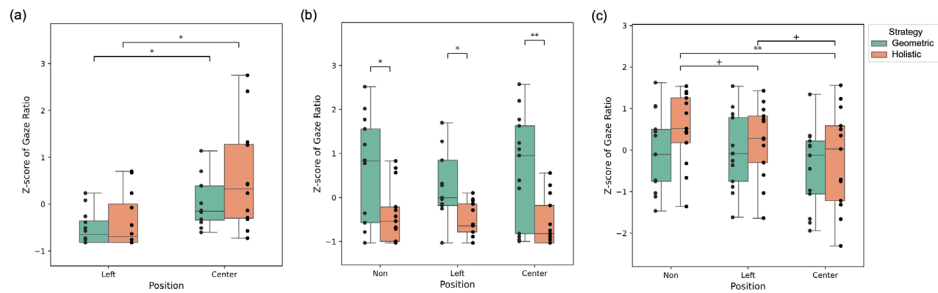 (a)
*
*
Z-score of Gaze Ratio
3
2
1
0
−1
Left
Center
Position
(b)
*
*
**
Z-score of Gaze Ratio
3
2
1
0
−1
Non
Left
Center
Position
(c)
+
**
+
Z-score of Gaze Ratio
3
2
1
0
−1
−2
Non
Left
Center
Position
Strategy
Geometric
Holistic